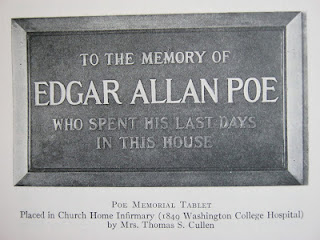 TO THE MEMORY OF
EDGAR ALLAN POE
WHO SPENT HIS LAST DAYS
IN THIS HOUSE
POE MEMORIAL TABLET
Placed in Church Home Infirmary (1849 Washington College Hospital)
by Mrs. Thomas S. Cullen